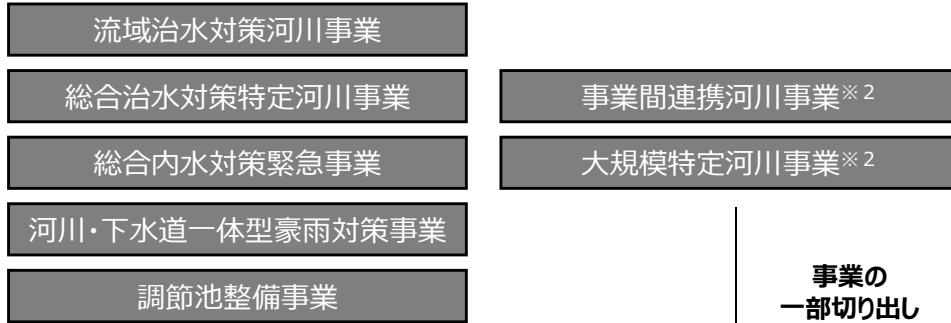 流域治水対策河川事業
総合治水対策特定河川事業
総合内水対策緊急事業
河川・下水道一体型豪雨対策事業
調節池整備事業
事業間連携河川事業※2
大規模特定河川事業※2
事業の
一部切り出し